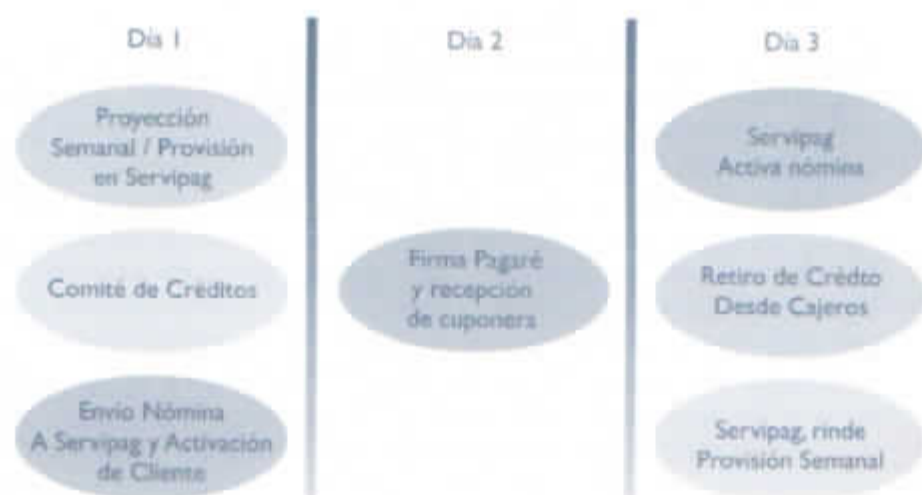 Día 1
Proyección
Semanal / Provisión
en Servipag
Comité de Créditos
Envío Nómina
A Servipag y Activación
de Cliente
Día 2
Firma Pagaré
y recepción
de cuponera
Día 3
Servipag
Activa nómina
Retiro de Crédto
Desde Cajeros
Servipag, rinde
Provisión Semanal